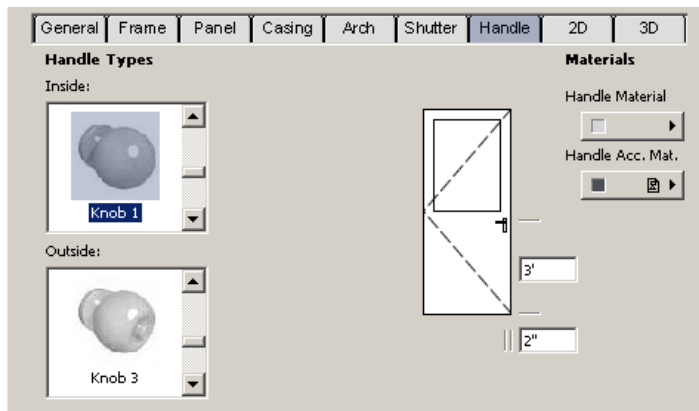 General Frame Panel Casing Arch Shutter Handle 2D 3D
Handle Types
Inside:
Knob 1
Outside:
Knob 3
3'
2"
Materials
Handle Material
Handle Acc. Mat.